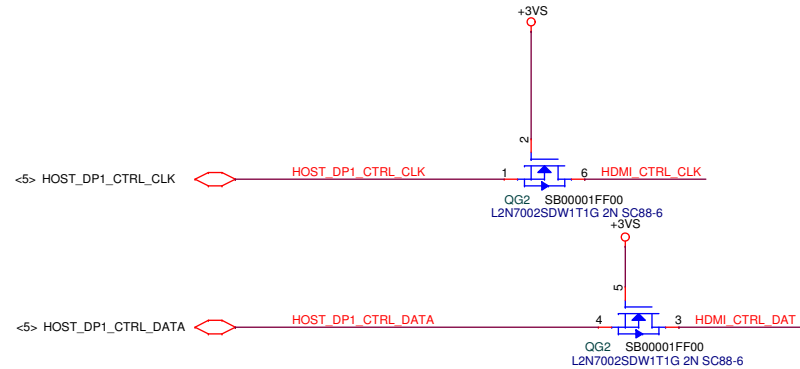 +3VS
2
<5> HOST_DP1_CTRL_CLK
HOST_DP1_CTRL_CLK
1
6
HDMI_CTRL_CLK
QG2
SB00001FF00
L2N7002SDW1T1G 2N SC88-6
+3VS
5
<5> HOST_DP1_CTRL_DATA
HOST_DP1_CTRL_DATA
4
3
HDMI_CTRL_DAT
QG2
SB00001FF00
L2N7002SDW1T1G 2N SC88-6